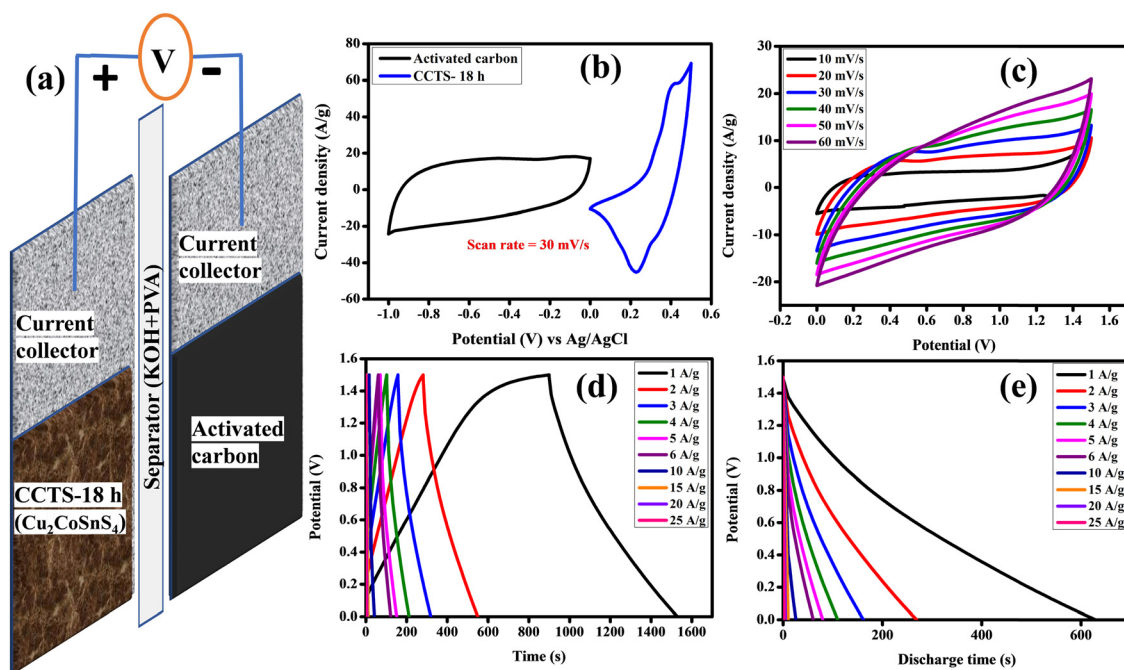 (a)
V
+
-
Current
collector
Current
collector
Separator (KOH+PVA)
Activated
carbon
CCTS-18 h
(Cu₂CoSnS₄)
(b)
Activated carbon
CCTS- 18 h
Scan rate = 30 mV/s
Current density (A/g)
80
60
40
20
0
-20
-40
-60
-1.0
-0.8
-0.6
-0.4
-0.2
0.0
0.2
0.4
0.6
Potential (V) vs Ag/AgCl
(c)
10 mV/s
20 mV/s
30 mV/s
40 mV/s
50 mV/s
60 mV/s
Current density (A/g)
30
20
10
0
-10
-20
-0.2
0.0
0.2
0.4
0.6
0.8
1.0
1.2
1.4
1.6
Potential (V)
(d)
1 A/g
2 A/g
3 A/g
4 A/g
5 A/g
6 A/g
10 A/g
15 A/g
20 A/g
25 A/g
Potential (V)
1.6
1.4
1.2
1.0
0.8
0.6
0.4
0.2
0.0
0
200
400
600
800
1000
1200
1400
1600
Time (s)
(e)
1 A/g
2 A/g
3 A/g
4 A/g
5 A/g
6 A/g
10 A/g
15 A/g
20 A/g
25 A/g
Potential (V)
1.6
1.4
1.2
1.0
0.8
0.6
0.4
0.2
0.0
0
200
400
600
Discharge time (s)